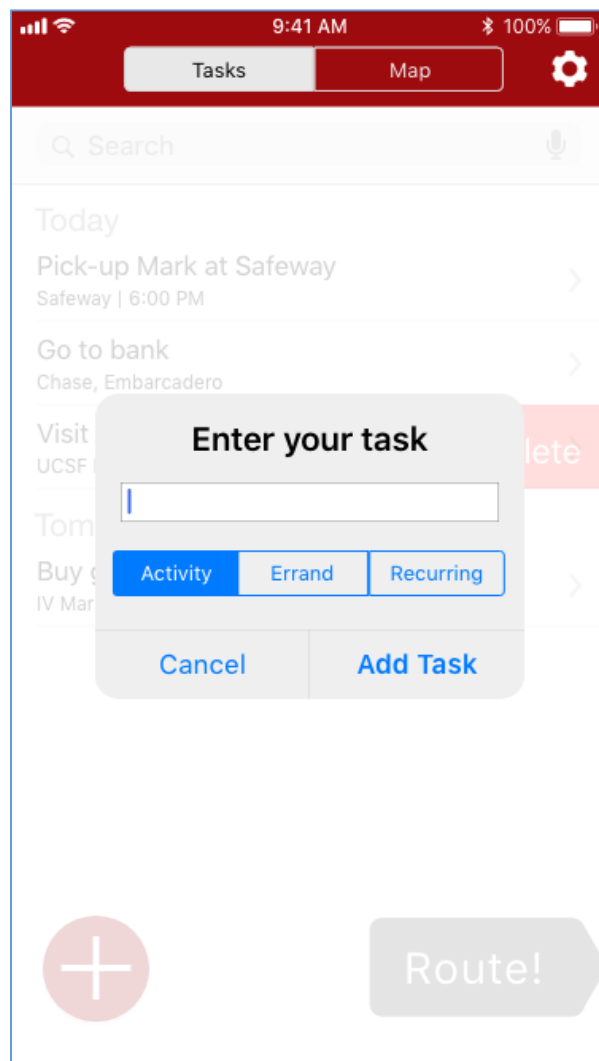 9:41 AM
100%
Tasks
Map
Search
Today
Pick-up Mark at Safeway
Safeway | 6:00 PM
Go to bank
Chase, Embarcadero
Visit
UCSF
lete
Enter your task
Tom
Activity
Errand
Recurring
Buy
IV Mar
Cancel
Add Task
Route!